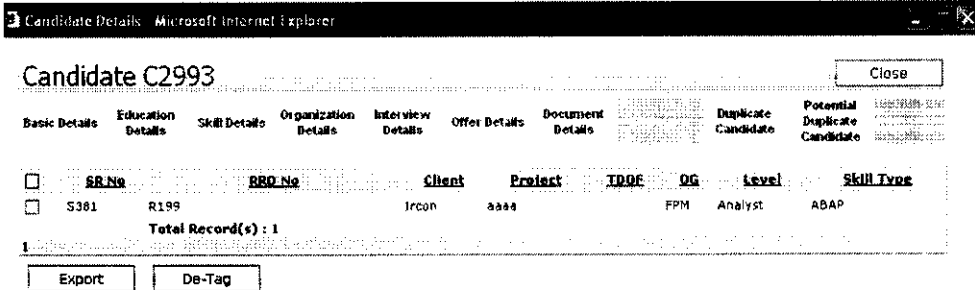 Candidate Details Microsoft Internet Explorer
Candidate C2993
Close
Basic Details Education Details Skill Details Organization Details Interview Details Offer Details Document Details Duplicate Candidate Potential Duplicate Candidate
SR No RRD No Client Project OG Level Skill Type
S381 R199 Ircon aaaa FPM Analyst ABAP
Total Record(s) : 1
1
Export De-Tag